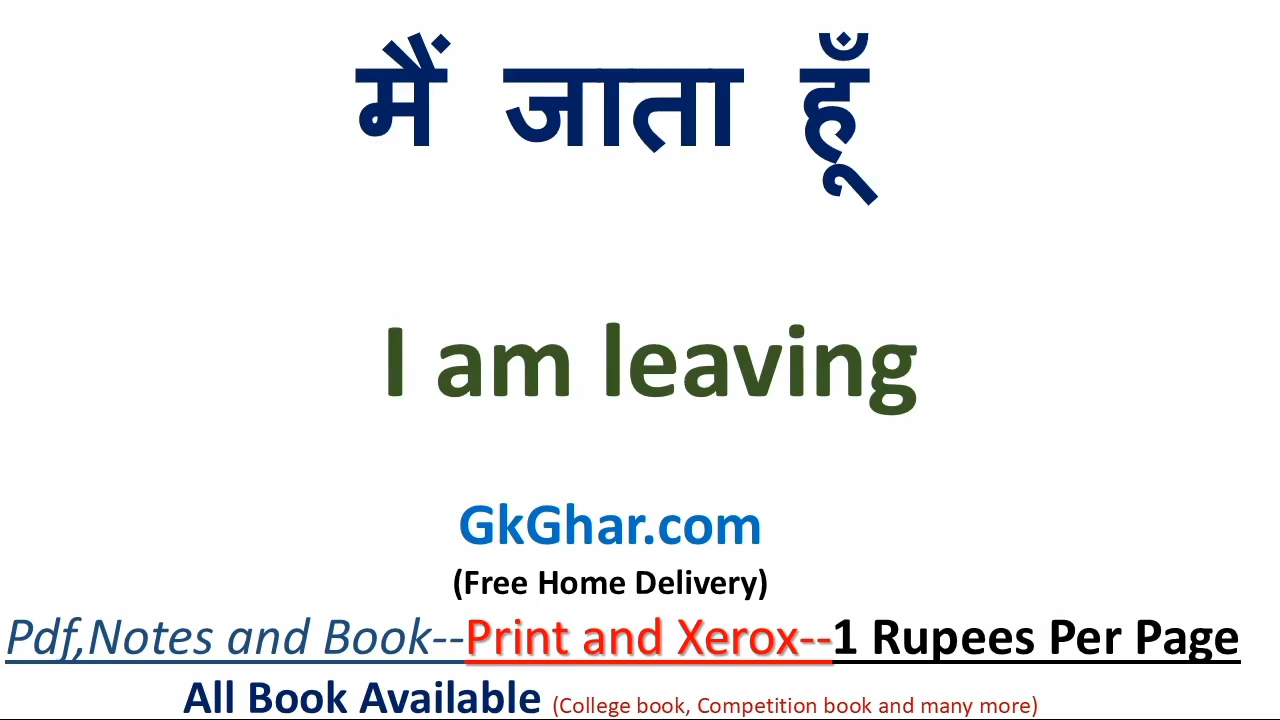 मैं जाता हूँ
I am leaving
GkGhar.com
(Free Home Delivery)
Pdf,Notes and Book--Print and Xerox--1 Rupees Per Page
All Book Available (College book, Competition book and many more)